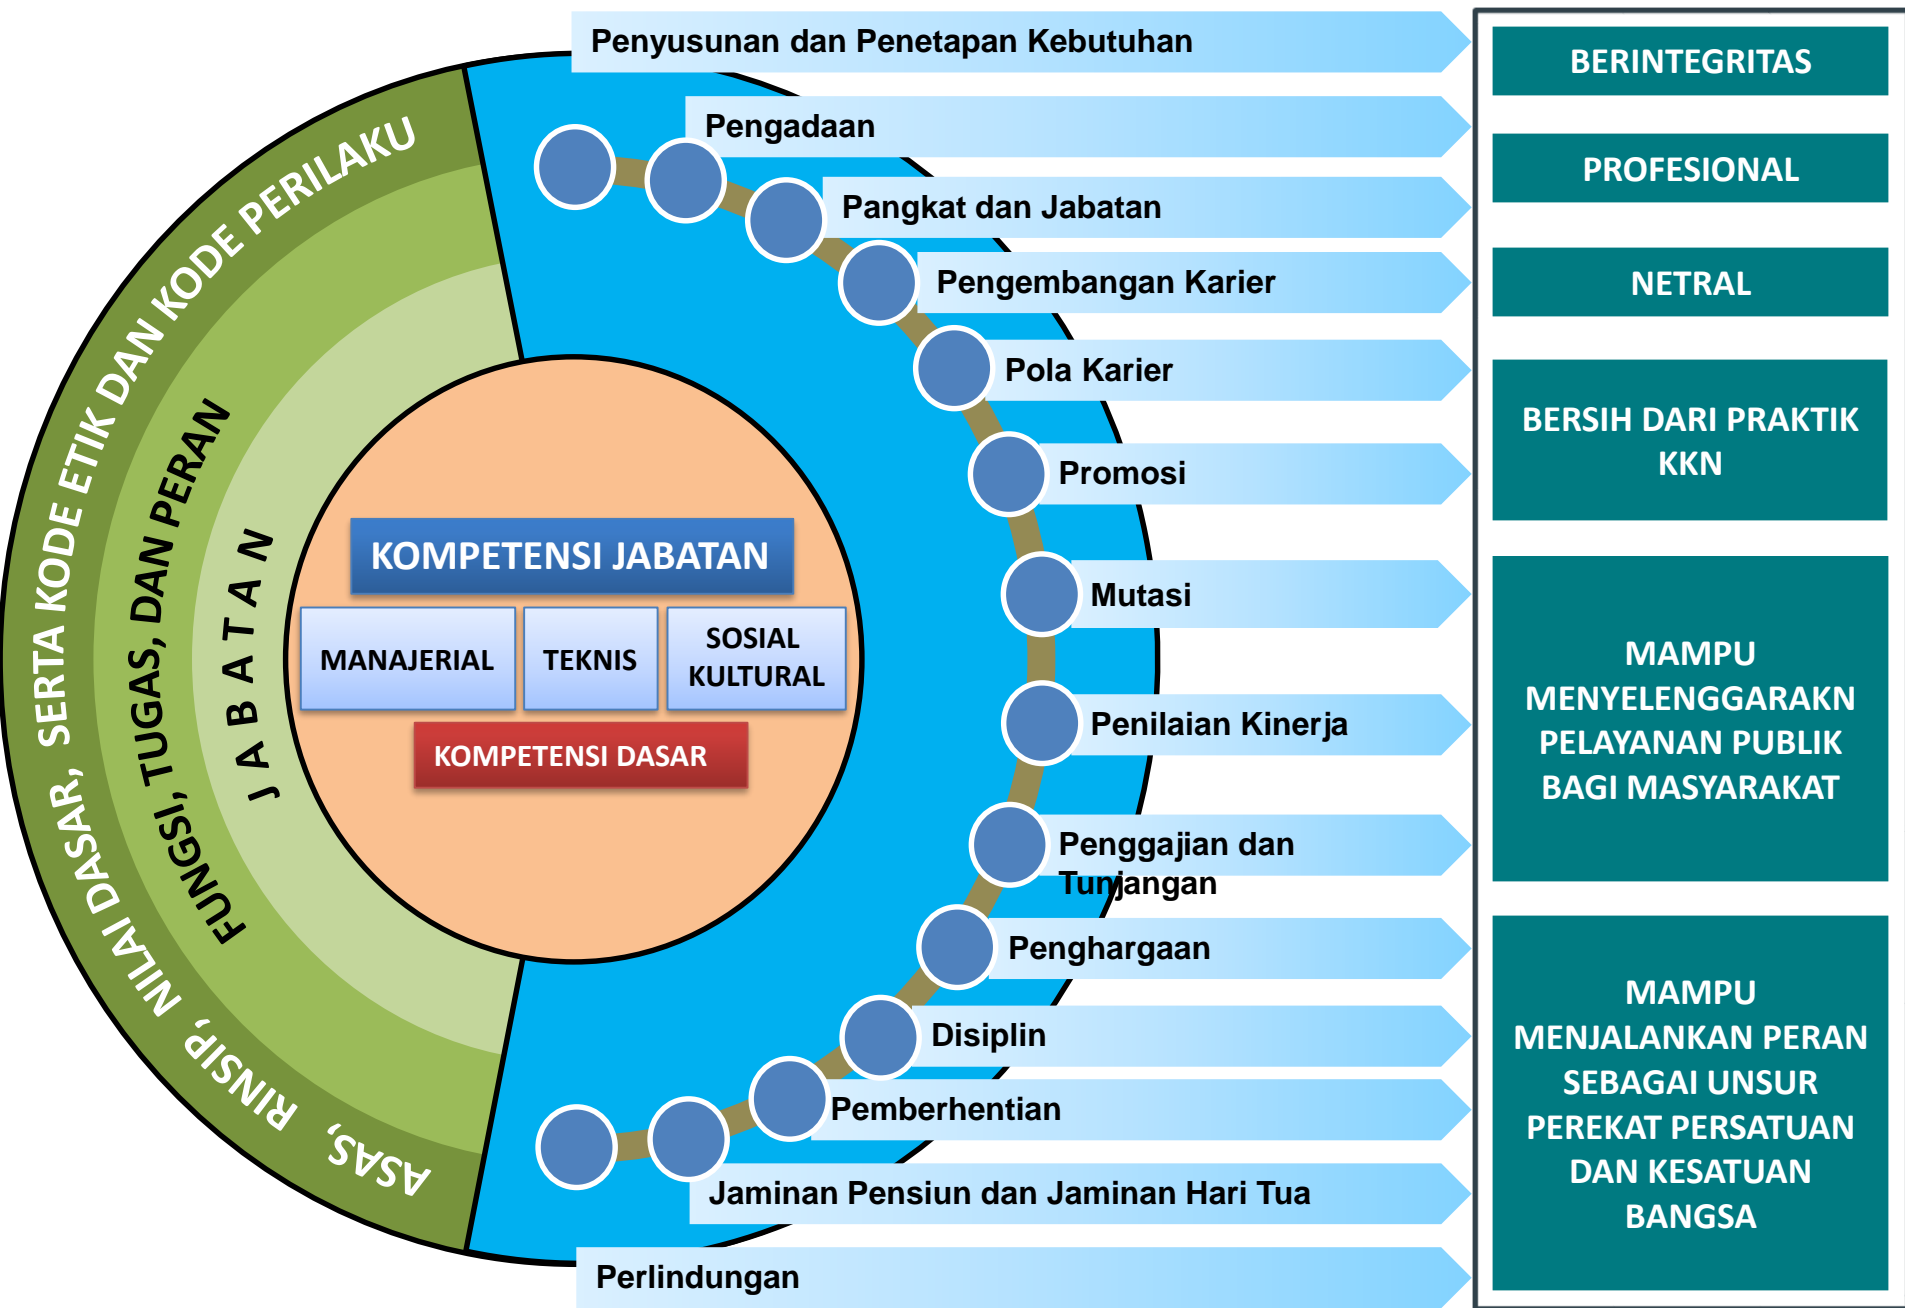 ASAS, RINSIP, NILAI DASAR, SERTA KODE ETIK DAN KODE PERILAKU
FUNGSI, TUGAS, DAN PERAN
J A B A T A N
KOMPETENSI JABATAN
MANAJERIAL
TEKNIS
SOSIAL
KULTURAL
KOMPETENSI DASAR
Penyusunan dan Penetapan Kebutuhan
Pengadaan
Pangkat dan Jabatan
Pengembangan Karier
Pola Karier
Promosi
Mutasi
Penilaian Kinerja
Penggajian dan
Tunjangan
Penghargaan
Disiplin
Pemberhentian
Jaminan Pensiun dan Jaminan Hari Tua
Perlindungan
BERINTEGRITAS
PROFESIONAL
NETRAL
BERSIH DARI PRAKTIK
KKN
MAMPU
MENYELENGGARAKN
PELAYANAN PUBLIK
BAGI MASYARAKAT
MAMPU
MENJALANKAN PERAN
SEBAGAI UNSUR
PEREKAT PERSATUAN
DAN KESATUAN
BANGSA